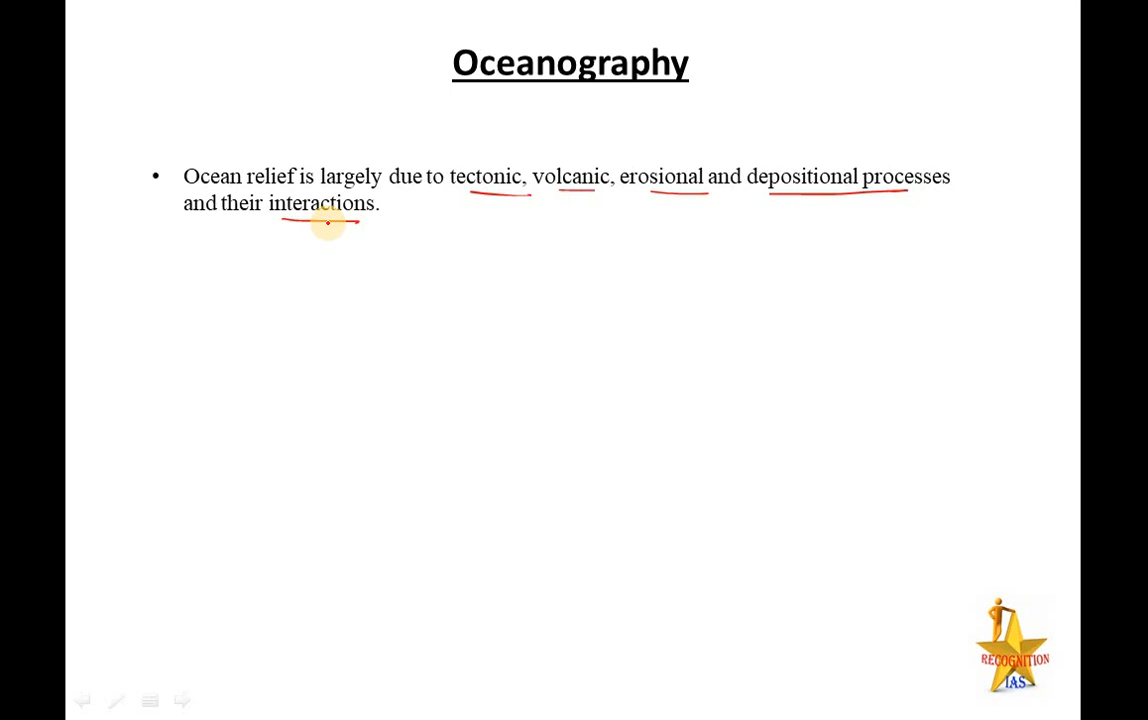 Oceanography
• Ocean relief is largely due to tectonic, volcanic, erosional and depositional processes
and their interactions.
RECOGNITION
IAS